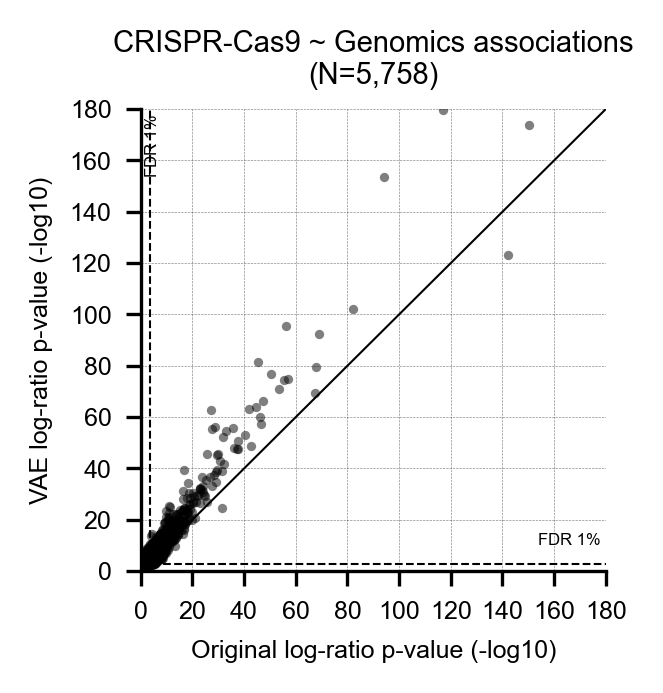 CRISPR-Cas9 ~ Genomics associations
(N=5,758)
180
160
140
120
100
80
60
40
20
0
VAE log-ratio p-value (-log10)
FDR 1%
FDR 1%
0 20 40 60 80 100 120 140 160 180
Original log-ratio p-value (-log10)